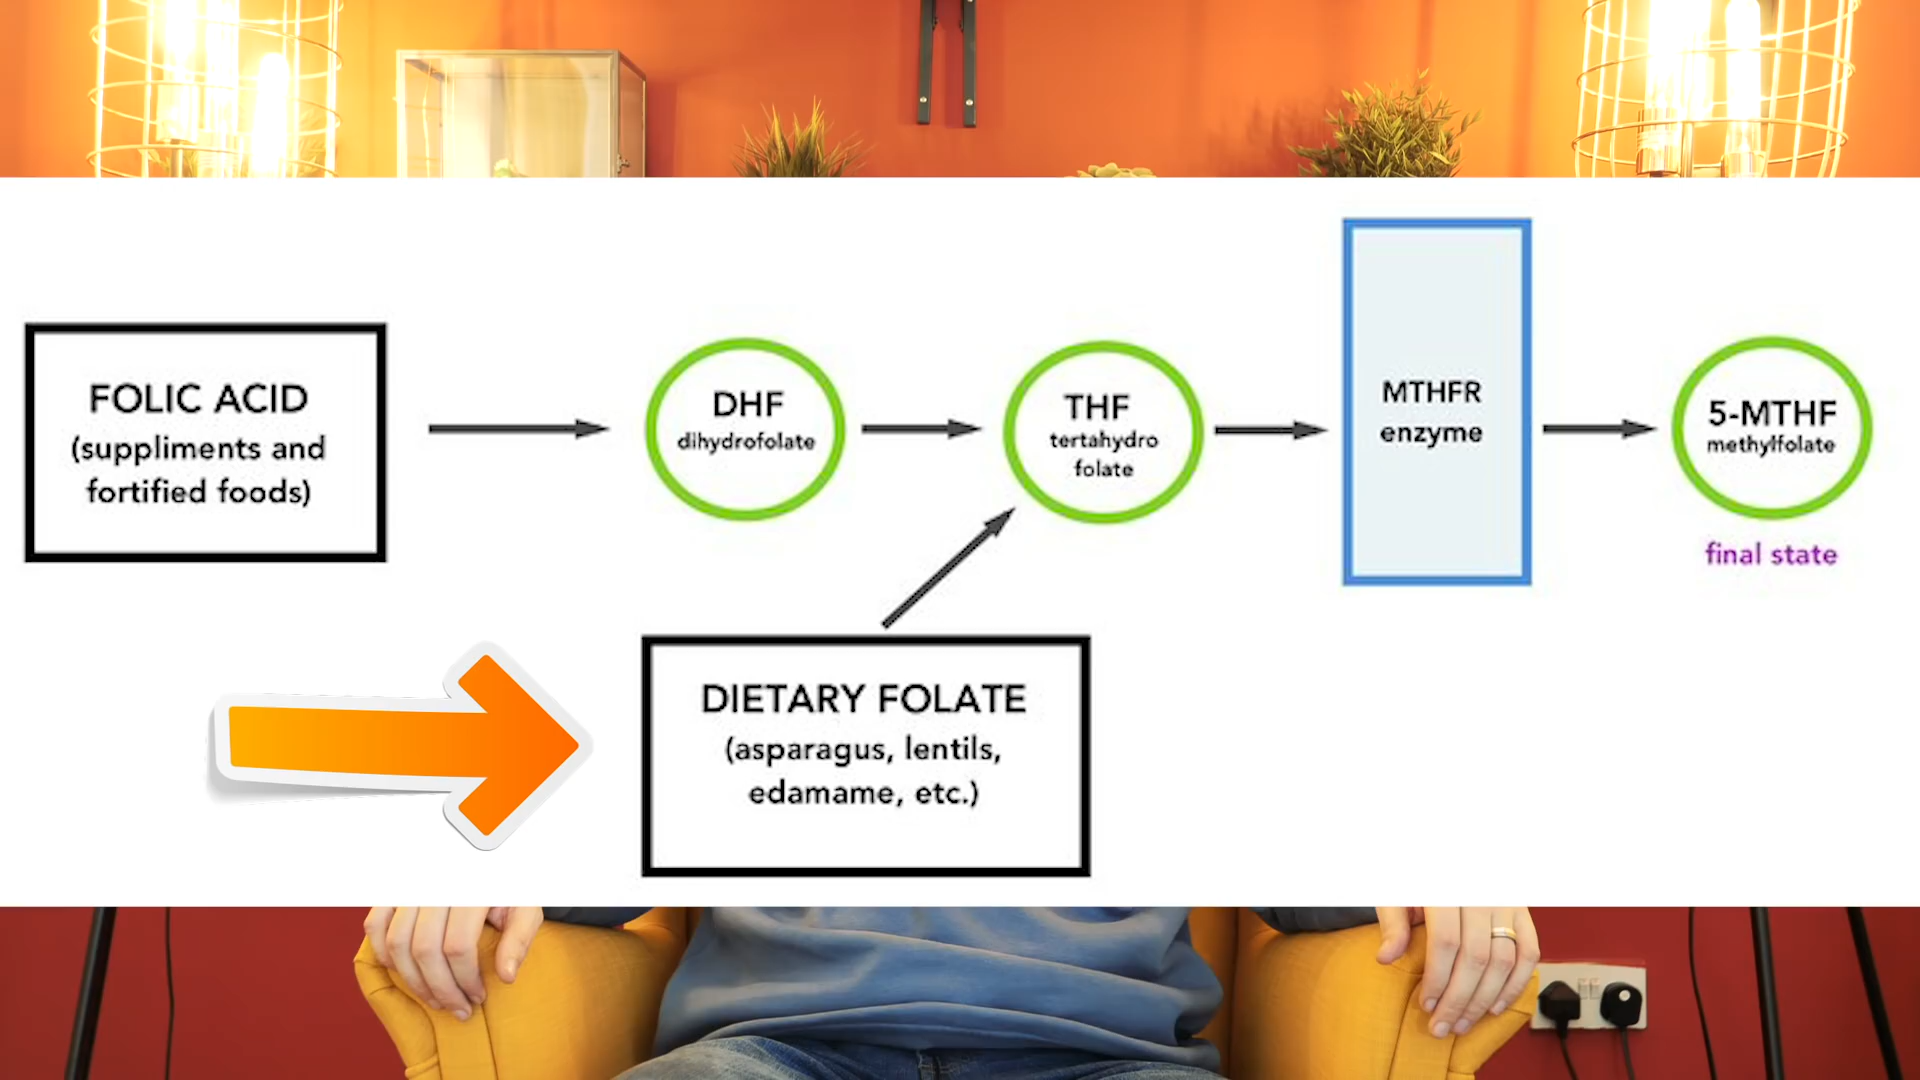 FOLIC ACID
(suppliments and
fortified foods)
DHF
dihydrofolate
THF
tertahydro
folate
MTHFR
enzyme
5-MTHF
methylfolate
final state
DIETARY FOLATE
(asparagus, lentils,
edamame, etc.)